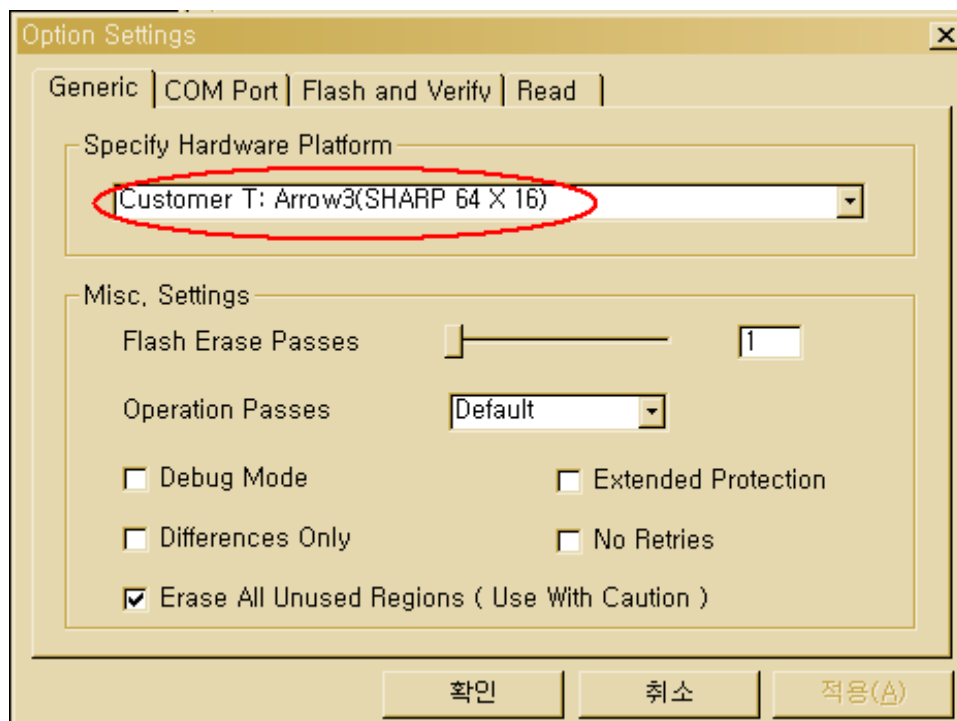 Option Settings
Generic COM Port Flash and Verify Read
Specify Hardware Platform
Customer T: Arrow3(SHARP 64 X 16)
Misc. Settings
Flash Erase Passes 1
Operation Passes Default
Debug Mode Extended Protection
Differences Only No Retries
Erase All Unused Regions ( Use With Caution )
확인 취소 적용(A)